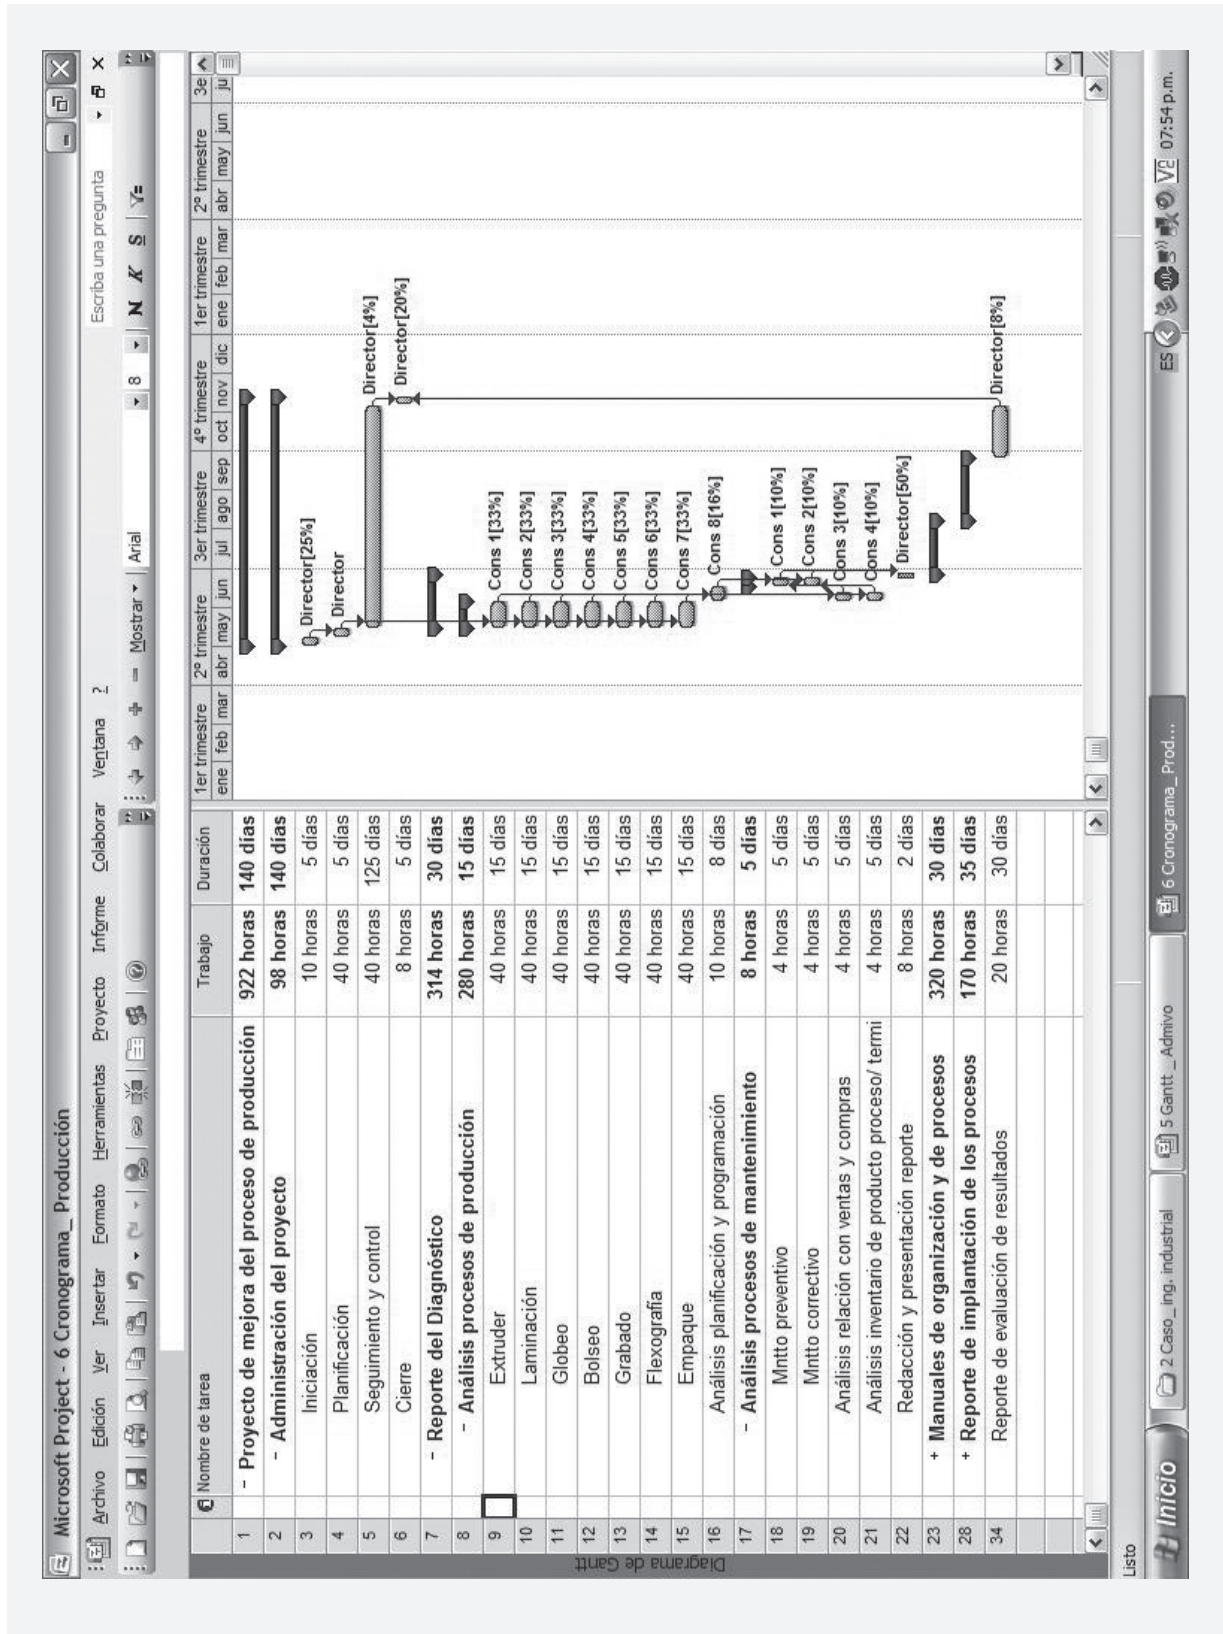 Microsoft Project - 6 Cronograma_ Producción
Archivo Edición Ver Insertar Formato Herramientas Proyecto Informe Colaborar Ventana ? Escriba una pregunta
Mostrar Arial 8 N K S Y=
Nombre de tarea Trabajo Duración
1er trimestre 2º trimestre 3er trimestre 4º trimestre 1er trimestre 2º trimestre 3e
ene feb mar abr may jun jul ago sep oct nov dic ene feb mar abr may jun ju
1 - Proyecto de mejora del proceso de producción 922 horas 140 días
2 - Administración del proyecto 98 horas 140 días
3 Iniciación 10 horas 5 días Director[25%]
4 Planificación 40 horas 5 días Director
5 Seguimiento y control 40 horas 125 días Director[4%]
6 Cierre 8 horas 5 días Director[20%]
7 - Reporte del Diagnóstico 314 horas 30 días
8 - Análisis procesos de producción 280 horas 15 días
9 Extruder 40 horas 15 días Cons 1[33%]
10 Laminación 40 horas 15 días Cons 2[33%]
11 Globeo 40 horas 15 días Cons 3[33%]
12 Bolseo 40 horas 15 días Cons 4[33%]
13 Grabado 40 horas 15 días Cons 5[33%]
14 Flexografía 40 horas 15 días Cons 6[33%]
15 Empaque 40 horas 15 días Cons 7[33%]
16 Análisis planificación y programación 10 horas 8 días Cons 8[16%]
17 - Análisis procesos de mantenimiento 8 horas 5 días
18 Mntto preventivo 4 horas 5 días Cons 1[10%]
19 Mntto correctivo 4 horas 5 días Cons 2[10%]
20 Análisis relación con ventas y compras 4 horas 5 días Cons 3[10%]
21 Análisis inventario de producto proceso/ termi 4 horas 5 días Cons 4[10%]
22 Redacción y presentación reporte 8 horas 2 días Director[50%]
23 + Manuales de organización y de procesos 320 horas 30 días
28 + Reporte de implantación de los procesos 170 horas 35 días
34 Reporte de evaluación de resultados 20 horas 30 días Director[8%]
Diagrama de Gantt
Listo
Inicio 2 Caso_ ing. industrial 5 Gantt _ Admivo 6 Cronograma_ Prod... ES 07:54 p.m.